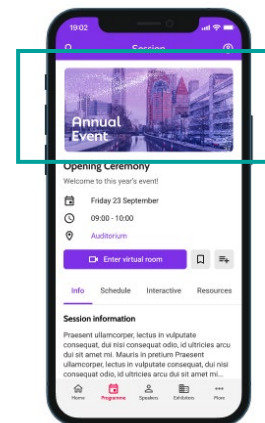 19:02
Session
Annual
Event
Opening Ceremony
Welcome to this year's event!
Friday 23 September
09:00 - 10:00
Auditorium
Enter virtual room
Info Schedule Interactive Resources
Session information
Praesent ullamcorper, lectus in vulputate
consequat, dui nisi consequat odio, id ultricies arcu
dui sit amet mi. Mauris in pretium Praesent
ullamcorper, lectus in vulputate consequat, dui nisi
consequat odio, id ultricies arcu dui sit amet mi...
Home Programme Speakers Exhibitors More